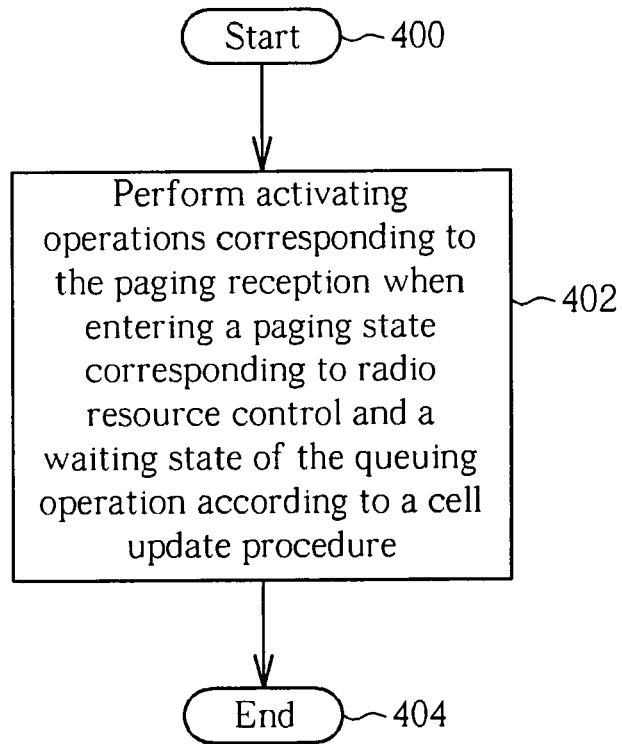 Start
400
Perform activating
operations corresponding to
the paging reception when
entering a paging state
corresponding to radio
resource control and a
waiting state of the queuing
operation according to a cell
update procedure
402
End
404